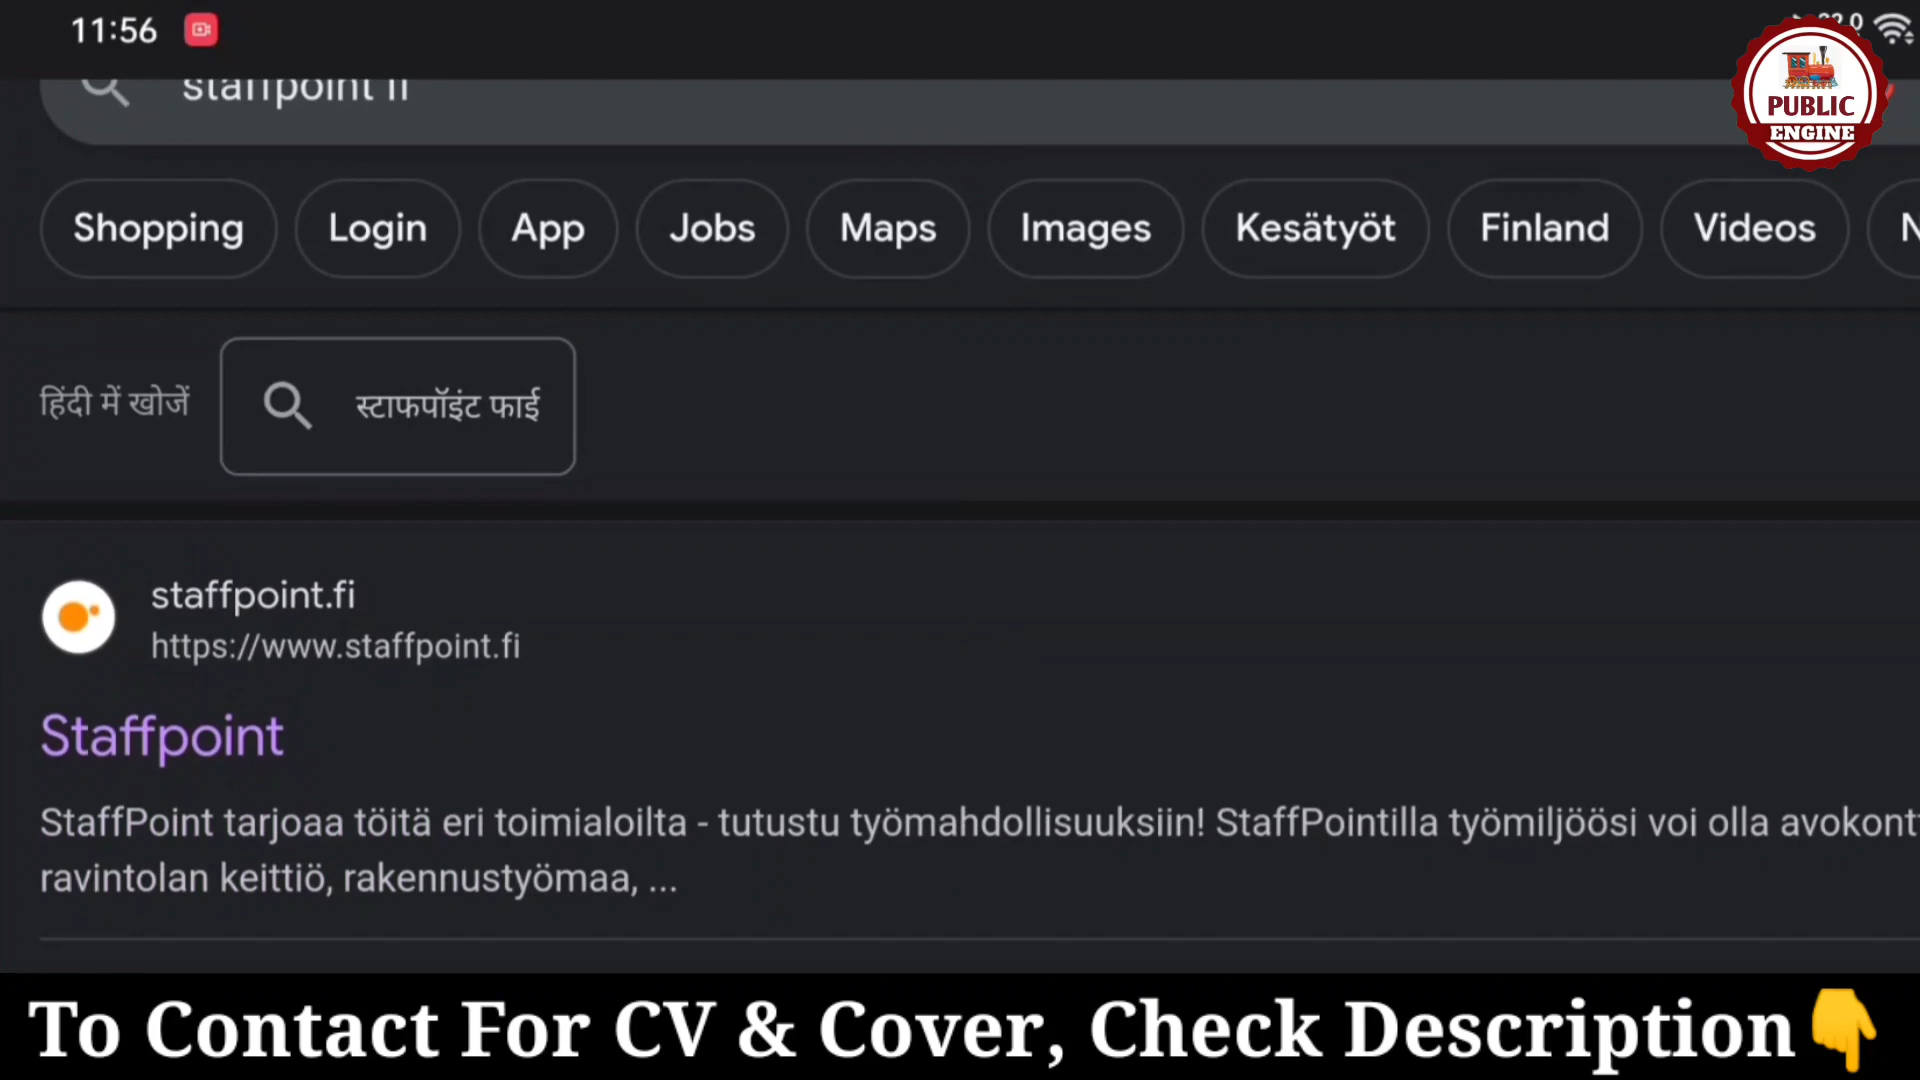 11:56
staffpoint fi
PUBLIC
ENGINE
Shopping Login App Jobs Maps Images Kesätyöt Finland Videos
हिंदी में खोजें स्टाफपॉइंट फाई
staffpoint.fi
https://www.staffpoint.fi
Staffpoint
StaffPoint tarjoaa töitä eri toimialoilta - tutustu työmahdollisuuksiin! StaffPointilla työmiljöösi voi olla
ravintolan keittiö, rakennustyömaa, ...
To Contact For CV & Cover, Check Description👇